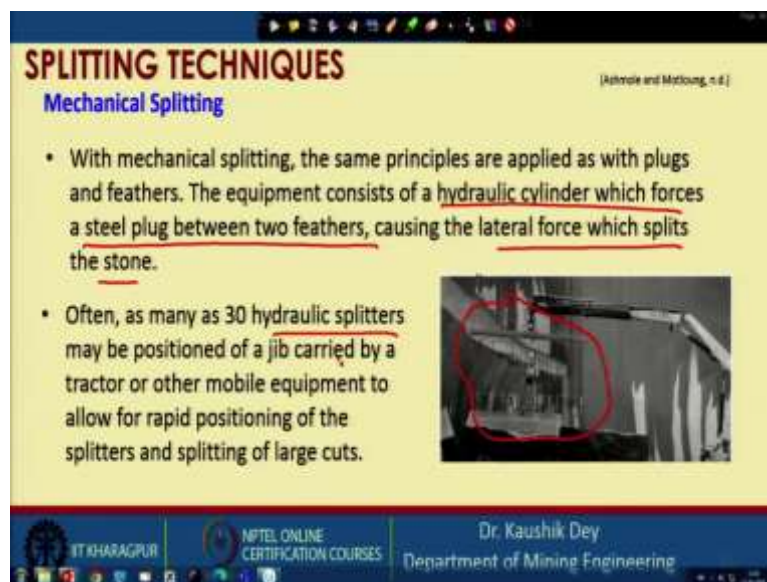 SPLITTING TECHNIQUES
[Ashmole and Motloung, n.d.]
Mechanical Splitting
• With mechanical splitting, the same principles are applied as with plugs
and feathers. The equipment consists of a hydraulic cylinder which forces
a steel plug between two feathers, causing the lateral force which splits
the stone.
• Often, as many as 30 hydraulic splitters
may be positioned of a jib carried by a
tractor or other mobile equipment to
allow for rapid positioning of the
splitters and splitting of large cuts.
IIT KHARAGPUR
NPTEL ONLINE
CERTIFICATION COURSES
Dr. Kaushik Dey
Department of Mining Engineering